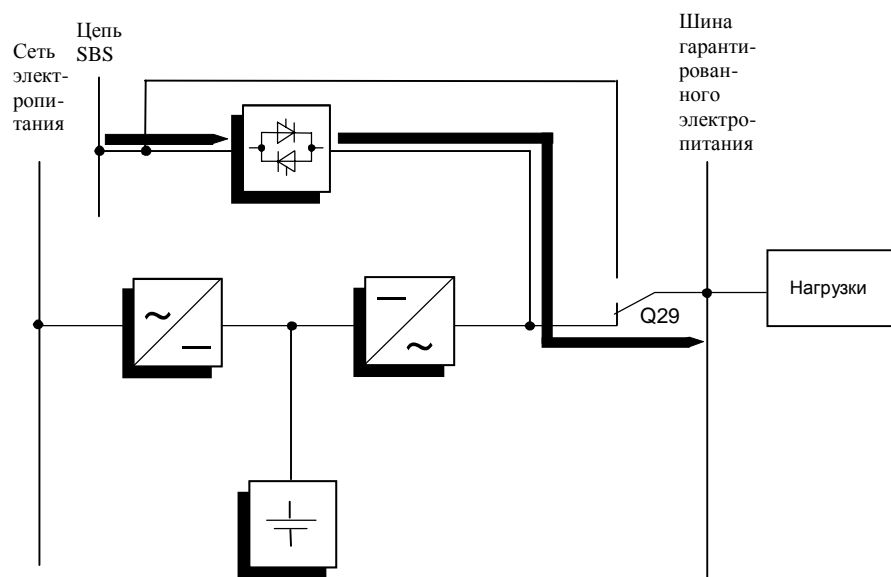 Сеть
элект-
ропи-
тания
Цепь
SBS
Шина
гаранти-
рован-
ного
электро-
питания
Нагрузки
Q29